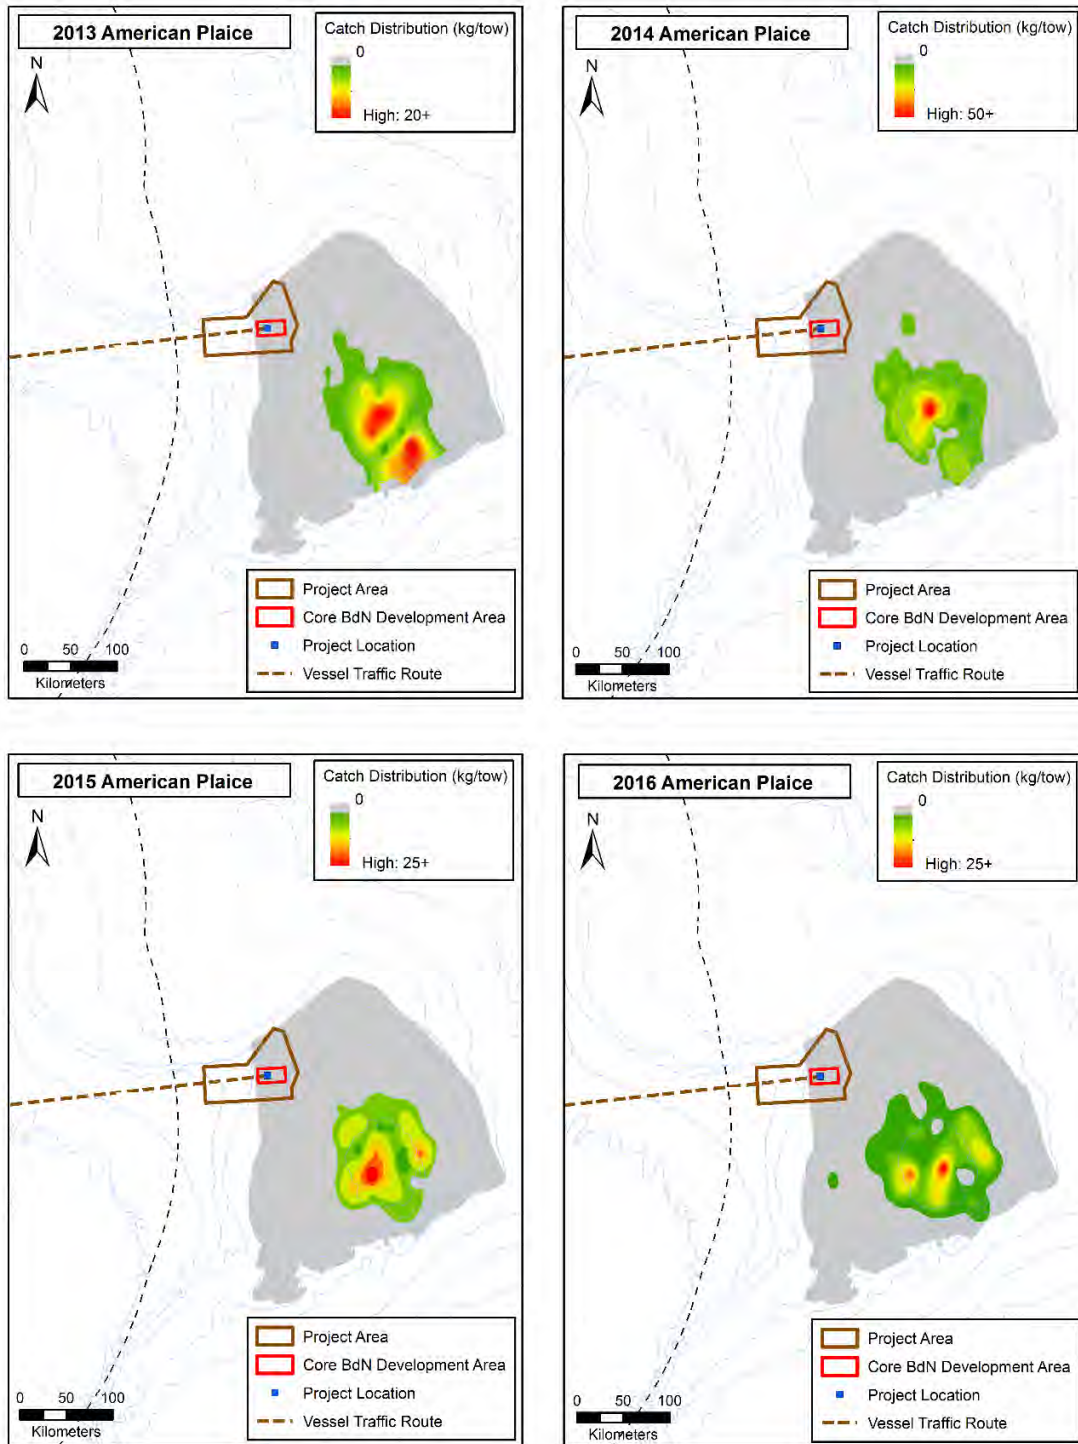 2013 American Plaice
Catch Distribution (kg/tow)
0
High: 20+
N
Project Area
Core BdN Development Area
Project Location
Vessel Traffic Route
0 50 100
Kilometers
2014 American Plaice
Catch Distribution (kg/tow)
0
High: 50+
N
Project Area
Core BdN Development Area
Project Location
Vessel Traffic Route
0 50 100
Kilometers
2015 American Plaice
Catch Distribution (kg/tow)
0
High: 25+
N
Project Area
Core BdN Development Area
Project Location
Vessel Traffic Route
0 50 100
Kilometers
2016 American Plaice
Catch Distribution (kg/tow)
0
High: 25+
N
Project Area
Core BdN Development Area
Project Location
Vessel Traffic Route
0 50 100
Kilometers